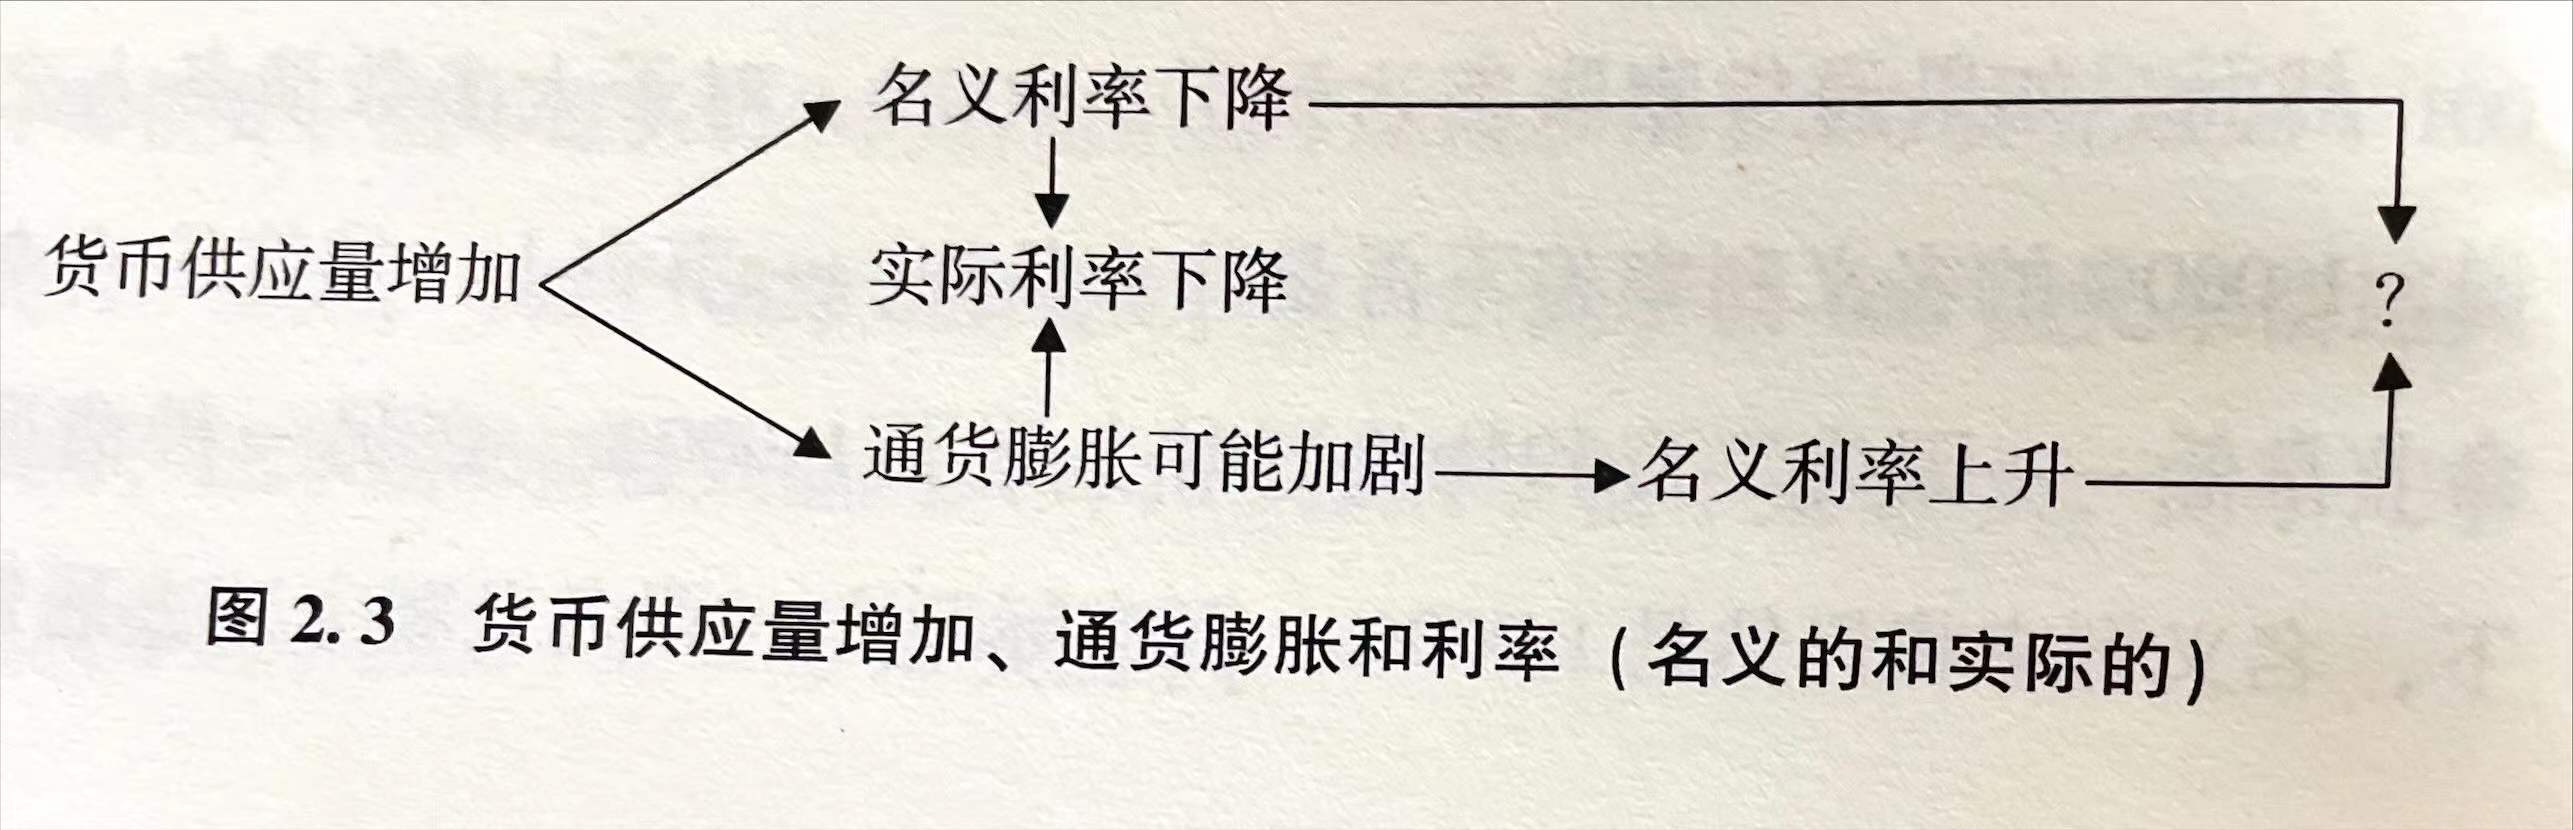 名义利率下降
货币供应量增加
实际利率下降
?
通货膨胀可能加剧
名义利率上升
图 2.3 货币供应量增加、通货膨胀和利率（名义的和实际的）